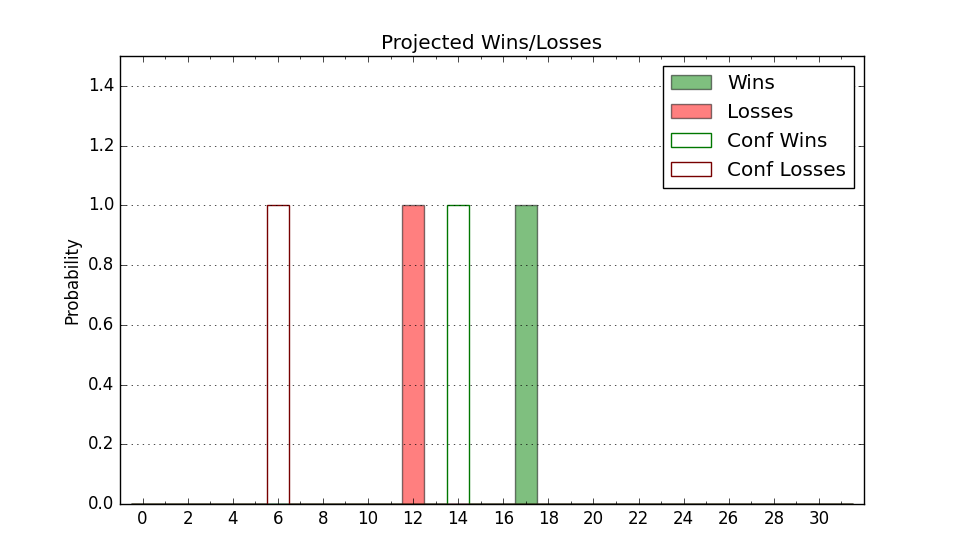 Projected Wins/Losses
Probability
1.4
1.2
1.0
0.8
0.6
0.4
0.2
0.0
0 2 4 6 8 10 12 14 16 18 20 22 24 26 28 30
Wins
Losses
Conf Wins
Conf Losses